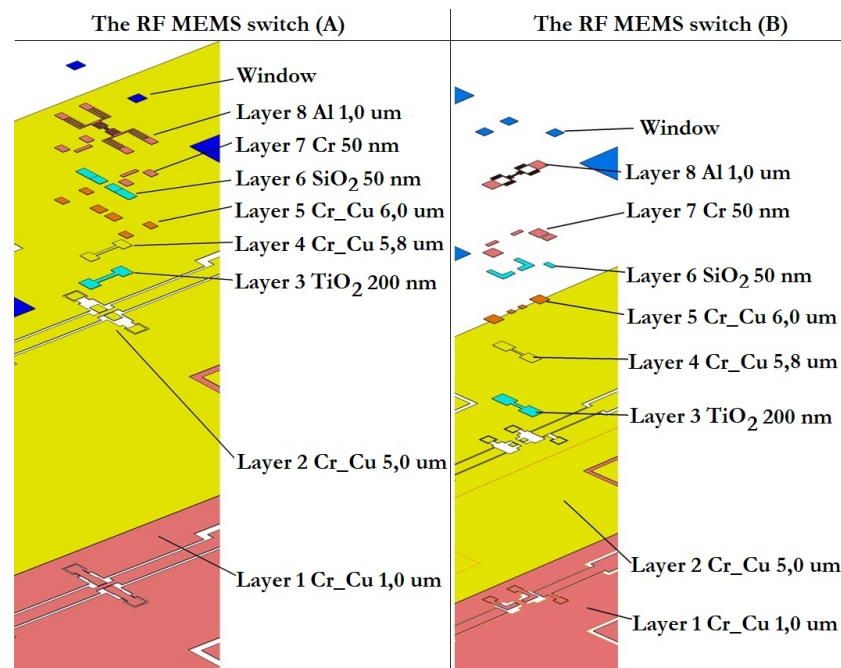 The RF MEMS switch (A)
Window
Layer 8 Al 1,0 um
Layer 7 Cr 50 nm
Layer 6 SiO2 50 nm
Layer 5 Cr_Cu 6,0 um
Layer 4 Cr_Cu 5,8 um
Layer 3 TiO2 200 nm
Layer 2 Cr_Cu 5,0 um
Layer 1 Cr_Cu 1,0 um
The RF MEMS switch (B)
Window
Layer 8 Al 1,0 um
Layer 7 Cr 50 nm
Layer 6 SiO2 50 nm
Layer 5 Cr_Cu 6,0 um
Layer 4 Cr_Cu 5,8 um
Layer 3 TiO2 200 nm
Layer 2 Cr_Cu 5,0 um
Layer 1 Cr_Cu 1,0 um